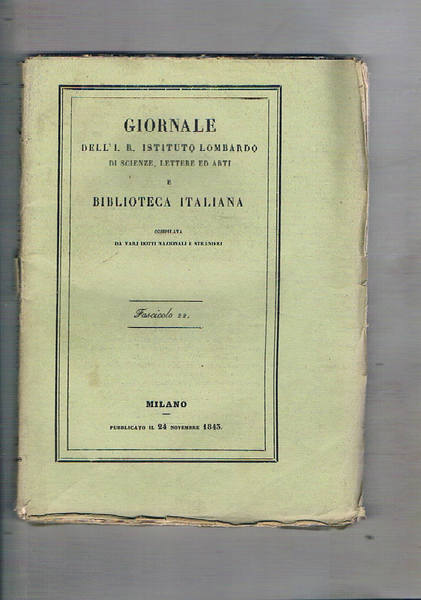 GIORNALE
DELL'I. R. ISTITUTO LOMBARDO
DI SCIENZE, LETTERE ED ARTI
E
BIBLIOTECA ITALIANA
COMPILATA
DA VARJ DOTTI NAZIONALI E STRANIERI
Fascicolo 22.
MILANO
PUBBLICATO IL 24 NOVEMBRE 1843.